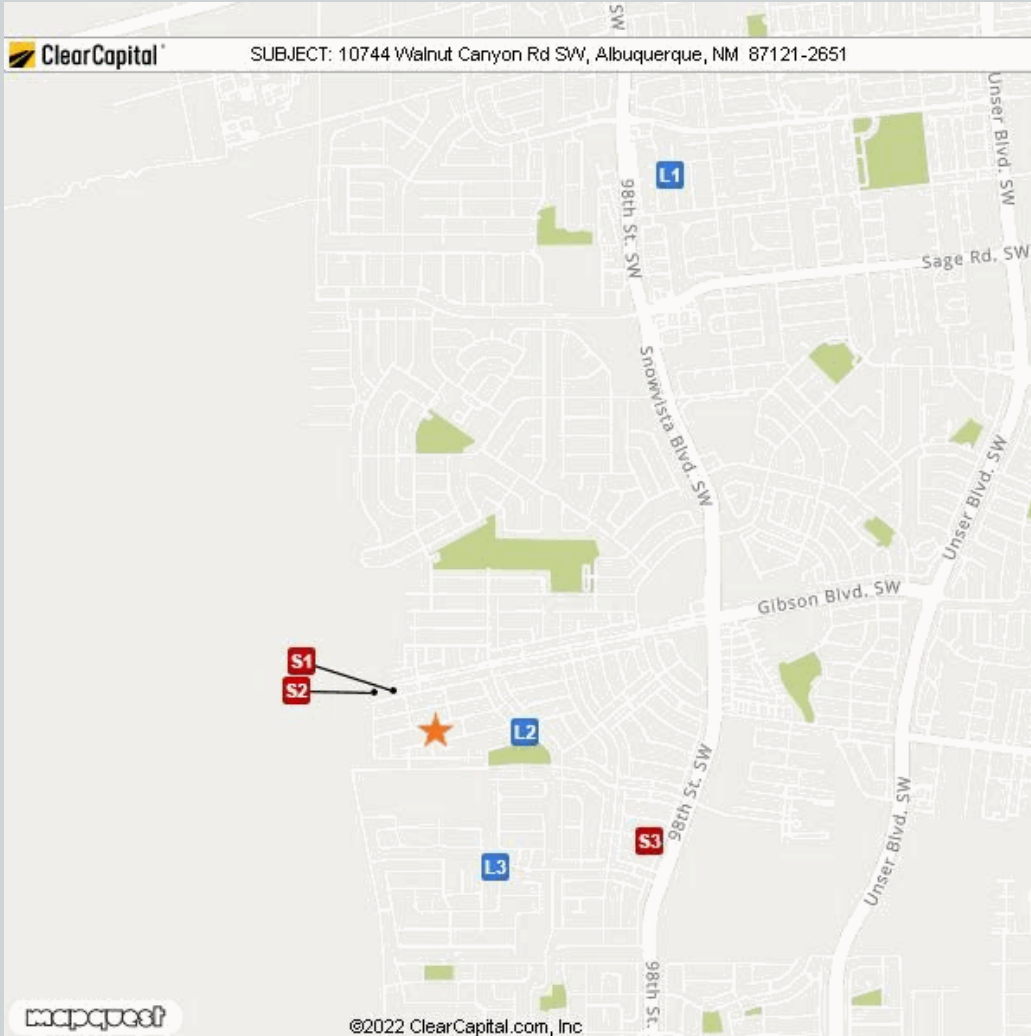 SW
ClearCapital
SUBJECT: 10744 Walnut Canyon Rd SW, Albuquerque, NM 87121-2651
Unser Blvd. SW
L1
98th St. SW
Sage Rd. SW
Snowvista Blvd. SW
Unser Blvd. SW
Gibson Blvd. SW
S1
S2
L2
98th St. SW
Unser Blvd. SW
S3
L3
98th St.
mapquest
©2022 ClearCapital.com, Inc